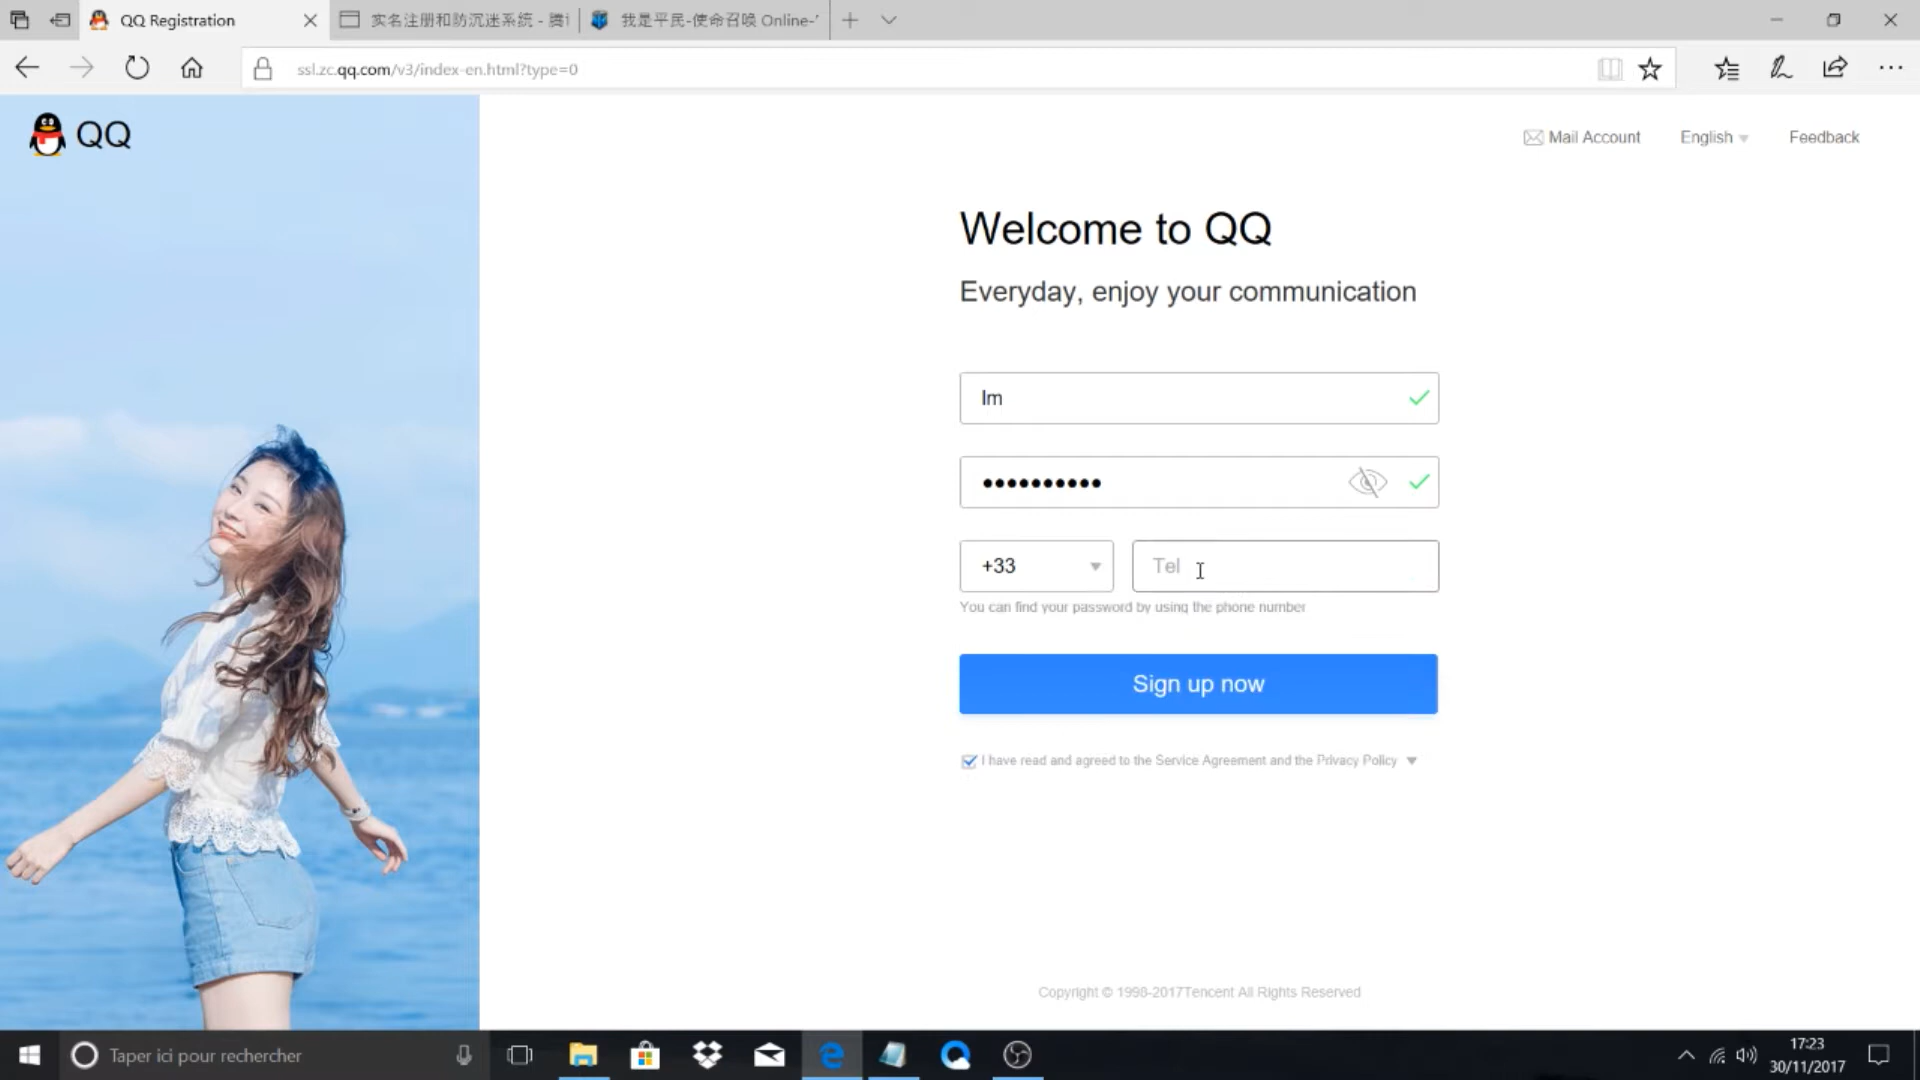 QQ Registration
实名注册和防沉迷系统 - 腾讯
我是平民-使命召唤 Online-
ssl.zc.qq.com/v3/index-en.html?type=0
QQ
Mail Account English Feedback
Welcome to QQ
Everyday, enjoy your communication
Im
+33 Tel
You can find your password by using the phone number
Sign up now
I have read and agreed to the Service Agreement and the Privacy Policy
Copyright © 1998-2017Tencent All Rights Reserved
Taper ici pour rechercher
17:23
30/11/2017